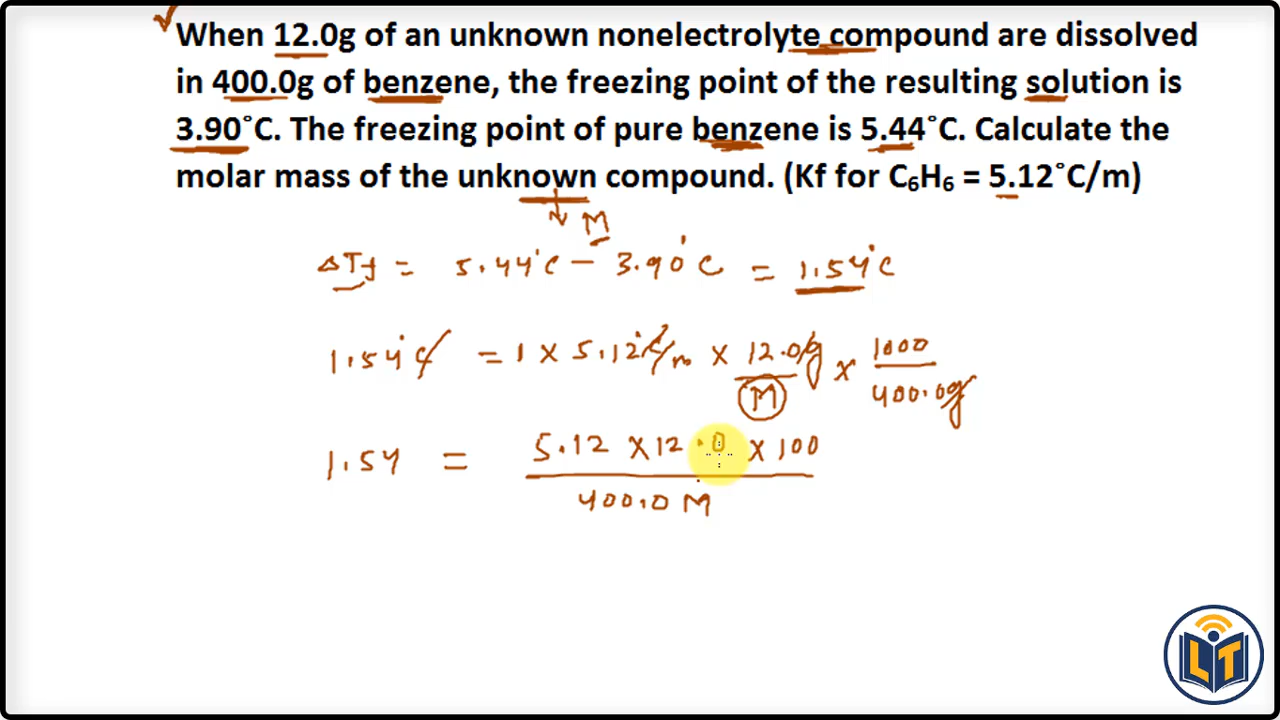 When 12.0g of an unknown nonelectrolyte compound are dissolved
in 400.0g of benzene, the freezing point of the resulting solution is
3.90°C. The freezing point of pure benzene is 5.44°C. Calculate the
molar mass of the unknown compound. (Kf for C₆H₆ = 5.12°C/m)
M
ΔTf = 5.44°C − 3.90°C = 1.54°C
1.54°C = 1 × 5.12°C/m × 12.0g/M × 1000/400.0g
1.54 = 5.12 × 12.0 × 100
400.0 M
LT